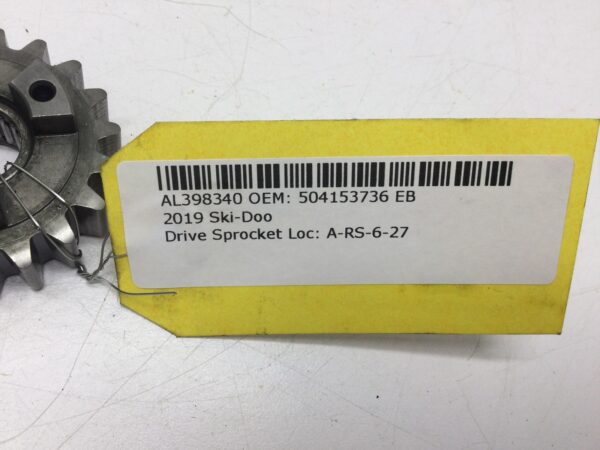 AL398340 OEM: 504153736 EB
2019 Ski-Doo
Drive Sprocket Loc: A-RS-6-27